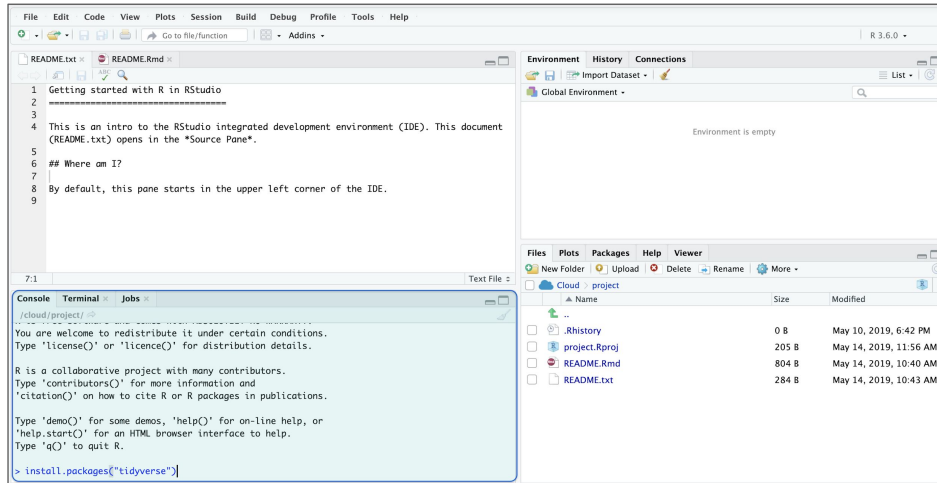 File Edit Code View Plots Session Build Debug Profile Tools Help
Go to file/function Addins R 3.6.0
README.txt README.Rmd
ABC
1 Getting started with R in RStudio
2 ==================================
3
4 This is an intro to the RStudio integrated development environment (IDE). This document
(README.txt) opens in the *Source Pane*.
5
6 ## Where am I?
7
8 By default, this pane starts in the upper left corner of the IDE.
9
7:1 Text File
Console Terminal Jobs
/cloud/project/
You are welcome to redistribute it under certain conditions.
Type 'license()' or 'licence()' for distribution details.
R is a collaborative project with many contributors.
Type 'contributors()' for more information and
'citation()' on how to cite R or R packages in publications.
Type 'demo()' for some demos, 'help()' for on-line help, or
'help.start()' for an HTML browser interface to help.
Type 'q()' to quit R.
> install.packages("tidyverse")
Environment History Connections
Import Dataset List
Global Environment
Environment is empty
Files Plots Packages Help Viewer
New Folder Upload Delete Rename More
Cloud project
Name Size Modified
..
.Rhistory 0 B May 10, 2019, 6:42 PM
project.Rproj 205 B May 14, 2019, 11:56 AM
README.Rmd 804 B May 14, 2019, 10:40 AM
README.txt 284 B May 14, 2019, 10:43 AM